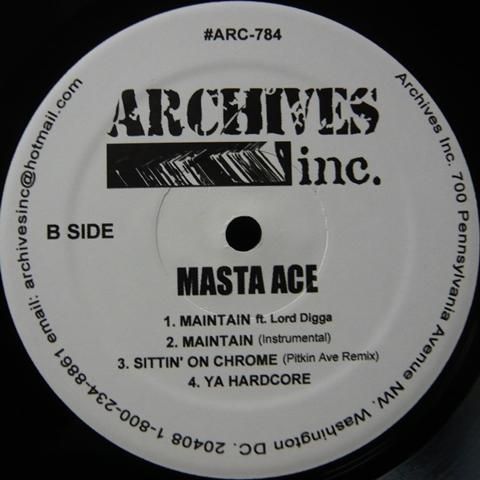 #ARC-784
ARCHIVES
inc.
B SIDE
MASTA ACE
1. MAINTAIN ft. Lord Digga
2. MAINTAIN (Instrumental)
3. SITTIN' ON CHROME (Pitkin Ave Remix)
4. YA HARDCORE
Archives Inc. 700 Pennsylvania Avenue NW. Washington DC. 20408 1-800-234-8861 email: archivesinc@hotmail.com